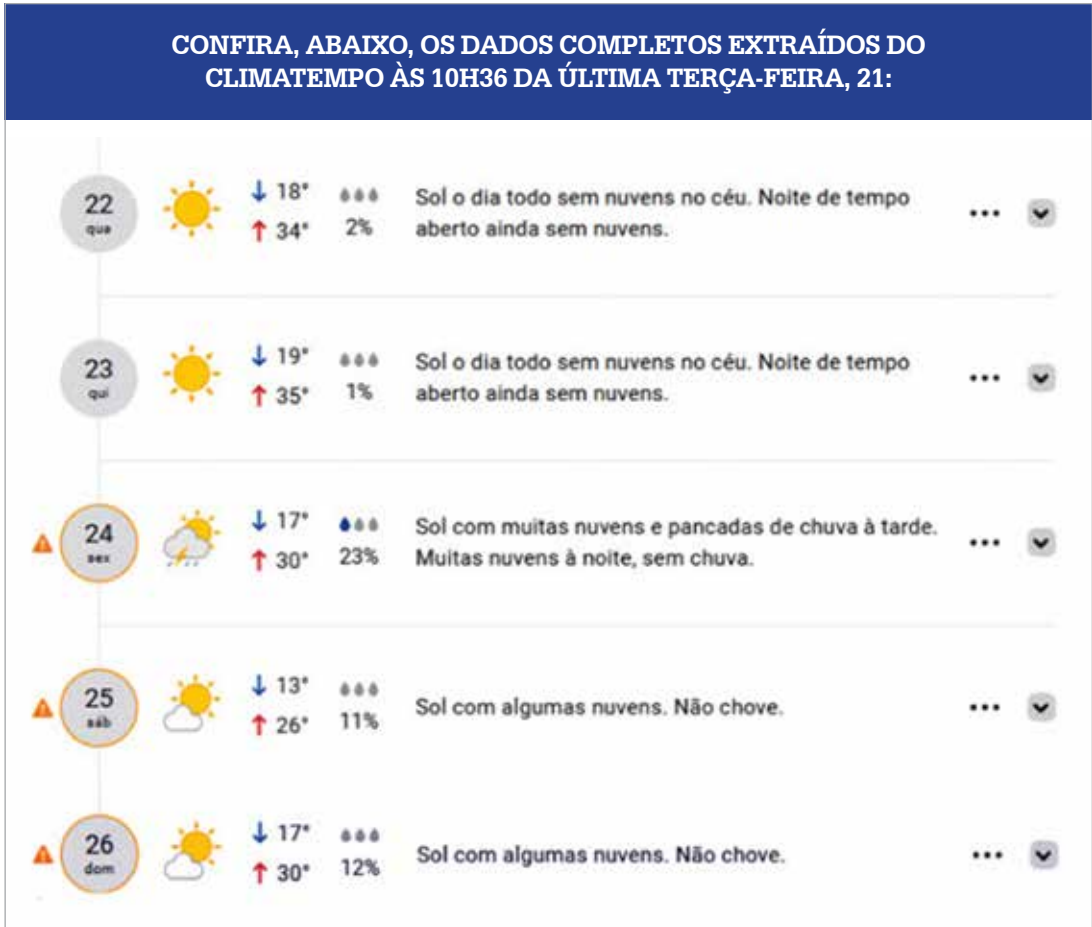 CONFIRA, ABAIXO, OS DADOS COMPLETOS EXTRAÍDOS DO
CLIMATEMPO ÀS 10H36 DA ÚLTIMA TERÇA-FEIRA, 21:
22
qua
↓ 18°
↑ 34°
2%
Sol o dia todo sem nuvens no céu. Noite de tempo
aberto ainda sem nuvens.
23
qui
↓ 19°
↑ 35°
1%
Sol o dia todo sem nuvens no céu. Noite de tempo
aberto ainda sem nuvens.
24
sex
↓ 17°
↑ 30°
23%
Sol com muitas nuvens e pancadas de chuva à tarde.
Muitas nuvens à noite, sem chuva.
25
sáb
↓ 13°
↑ 26°
11%
Sol com algumas nuvens. Não chove.
26
dom
↓ 17°
↑ 30°
12%
Sol com algumas nuvens. Não chove.